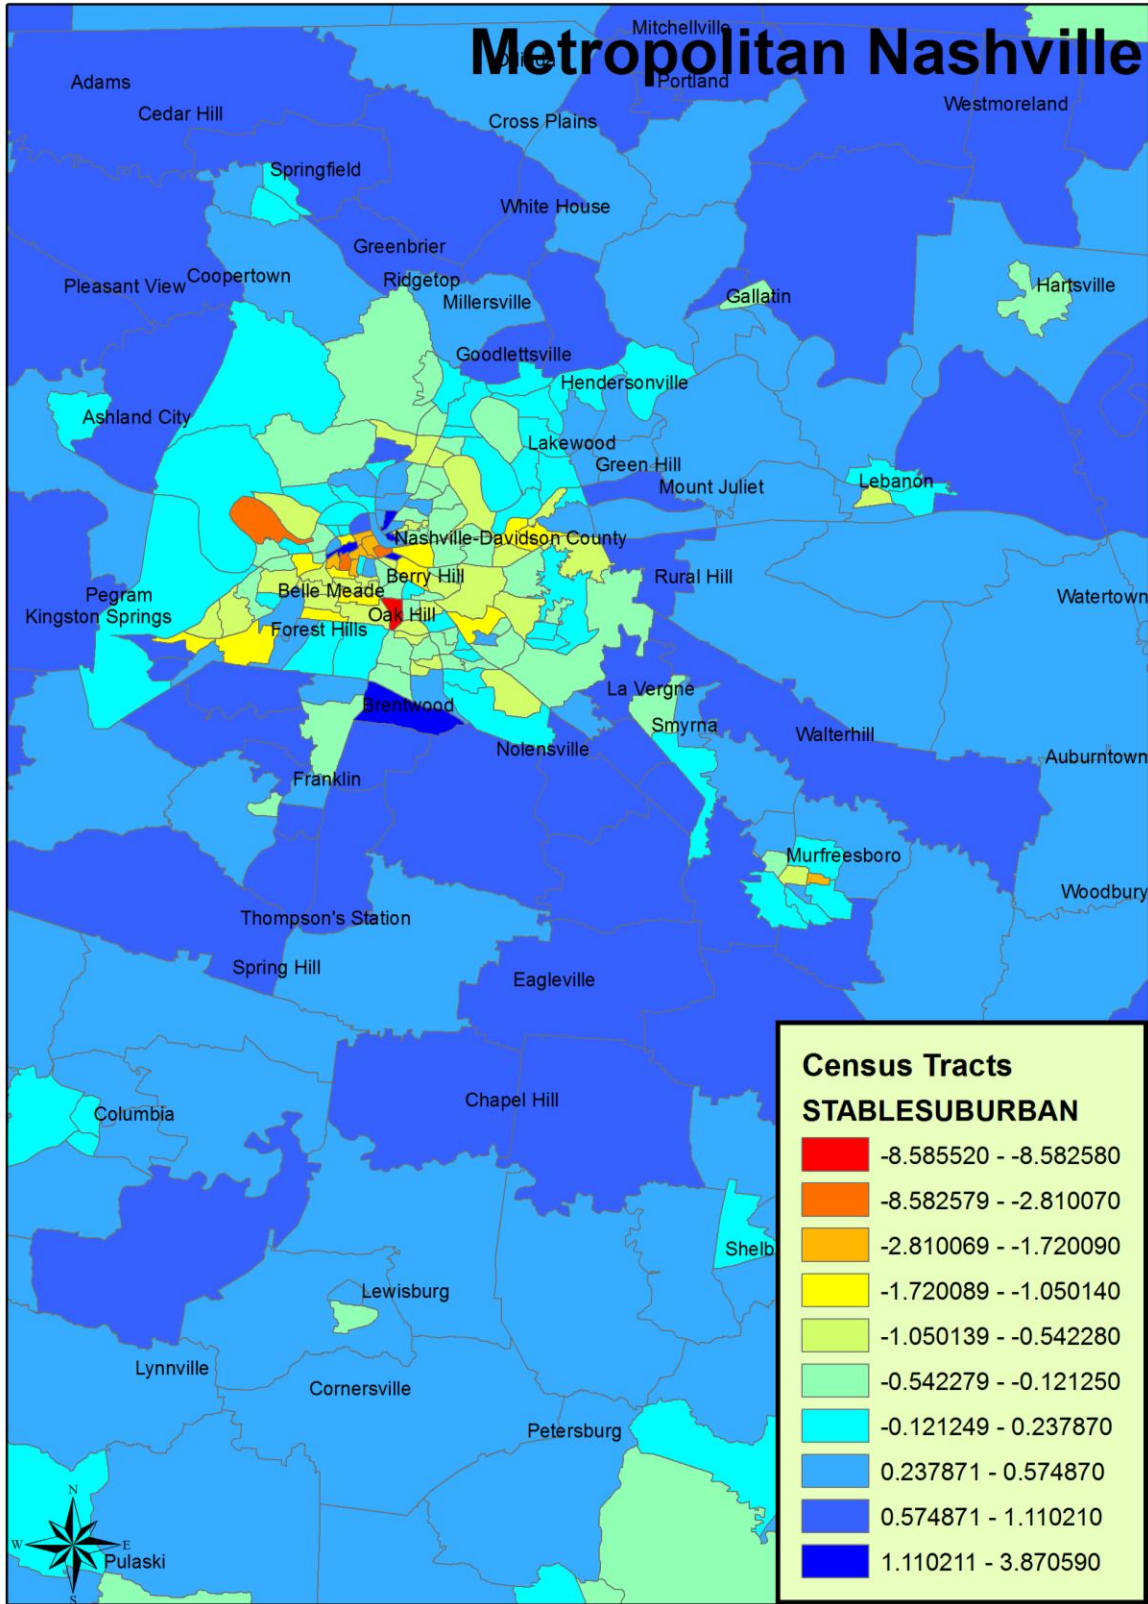 Metropolitan Nashville
Mitchellville
Adams
Portland
Cedar Hill
Westmoreland
Cross Plains
Springfield
White House
Greenbrier
Coopertown
Ridgetop
Pleasant View
Millersville
Gallatin
Hartsville
Goodlettsville
Hendersonville
Ashland City
Lakewood
Green Hill
Mount Juliet
Lebanon
Nashville-Davidson County
Berry Hill
Rural Hill
Belle Meade
Pegram
Watertown
Kingston Springs
Oak Hill
Forest Hills
La Vergne
Brentwood
Smyrna
Walterhill
Nolensville
Auburntown
Franklin
Murfreesboro
Woodbury
Thompson's Station
Spring Hill
Eagleville
Chapel Hill
Columbia
Shelb
Lewisburg
Lynnville
Cornersville
Petersburg
Pulaski
N
W
E
S
Census Tracts
STABLESUBURBAN
-8.585520 - -8.582580
-8.582579 - -2.810070
-2.810069 - -1.720090
-1.720089 - -1.050140
-1.050139 - -0.542280
-0.542279 - -0.121250
-0.121249 - 0.237870
0.237871 - 0.574870
0.574871 - 1.110210
1.110211 - 3.870590